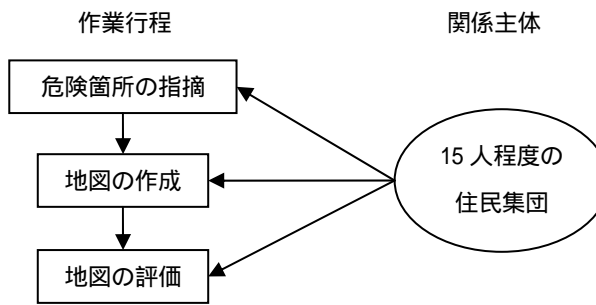 作業行程
関係主体
危険箇所の指摘
地図の作成
地図の評価
15 人程度の
住民集団